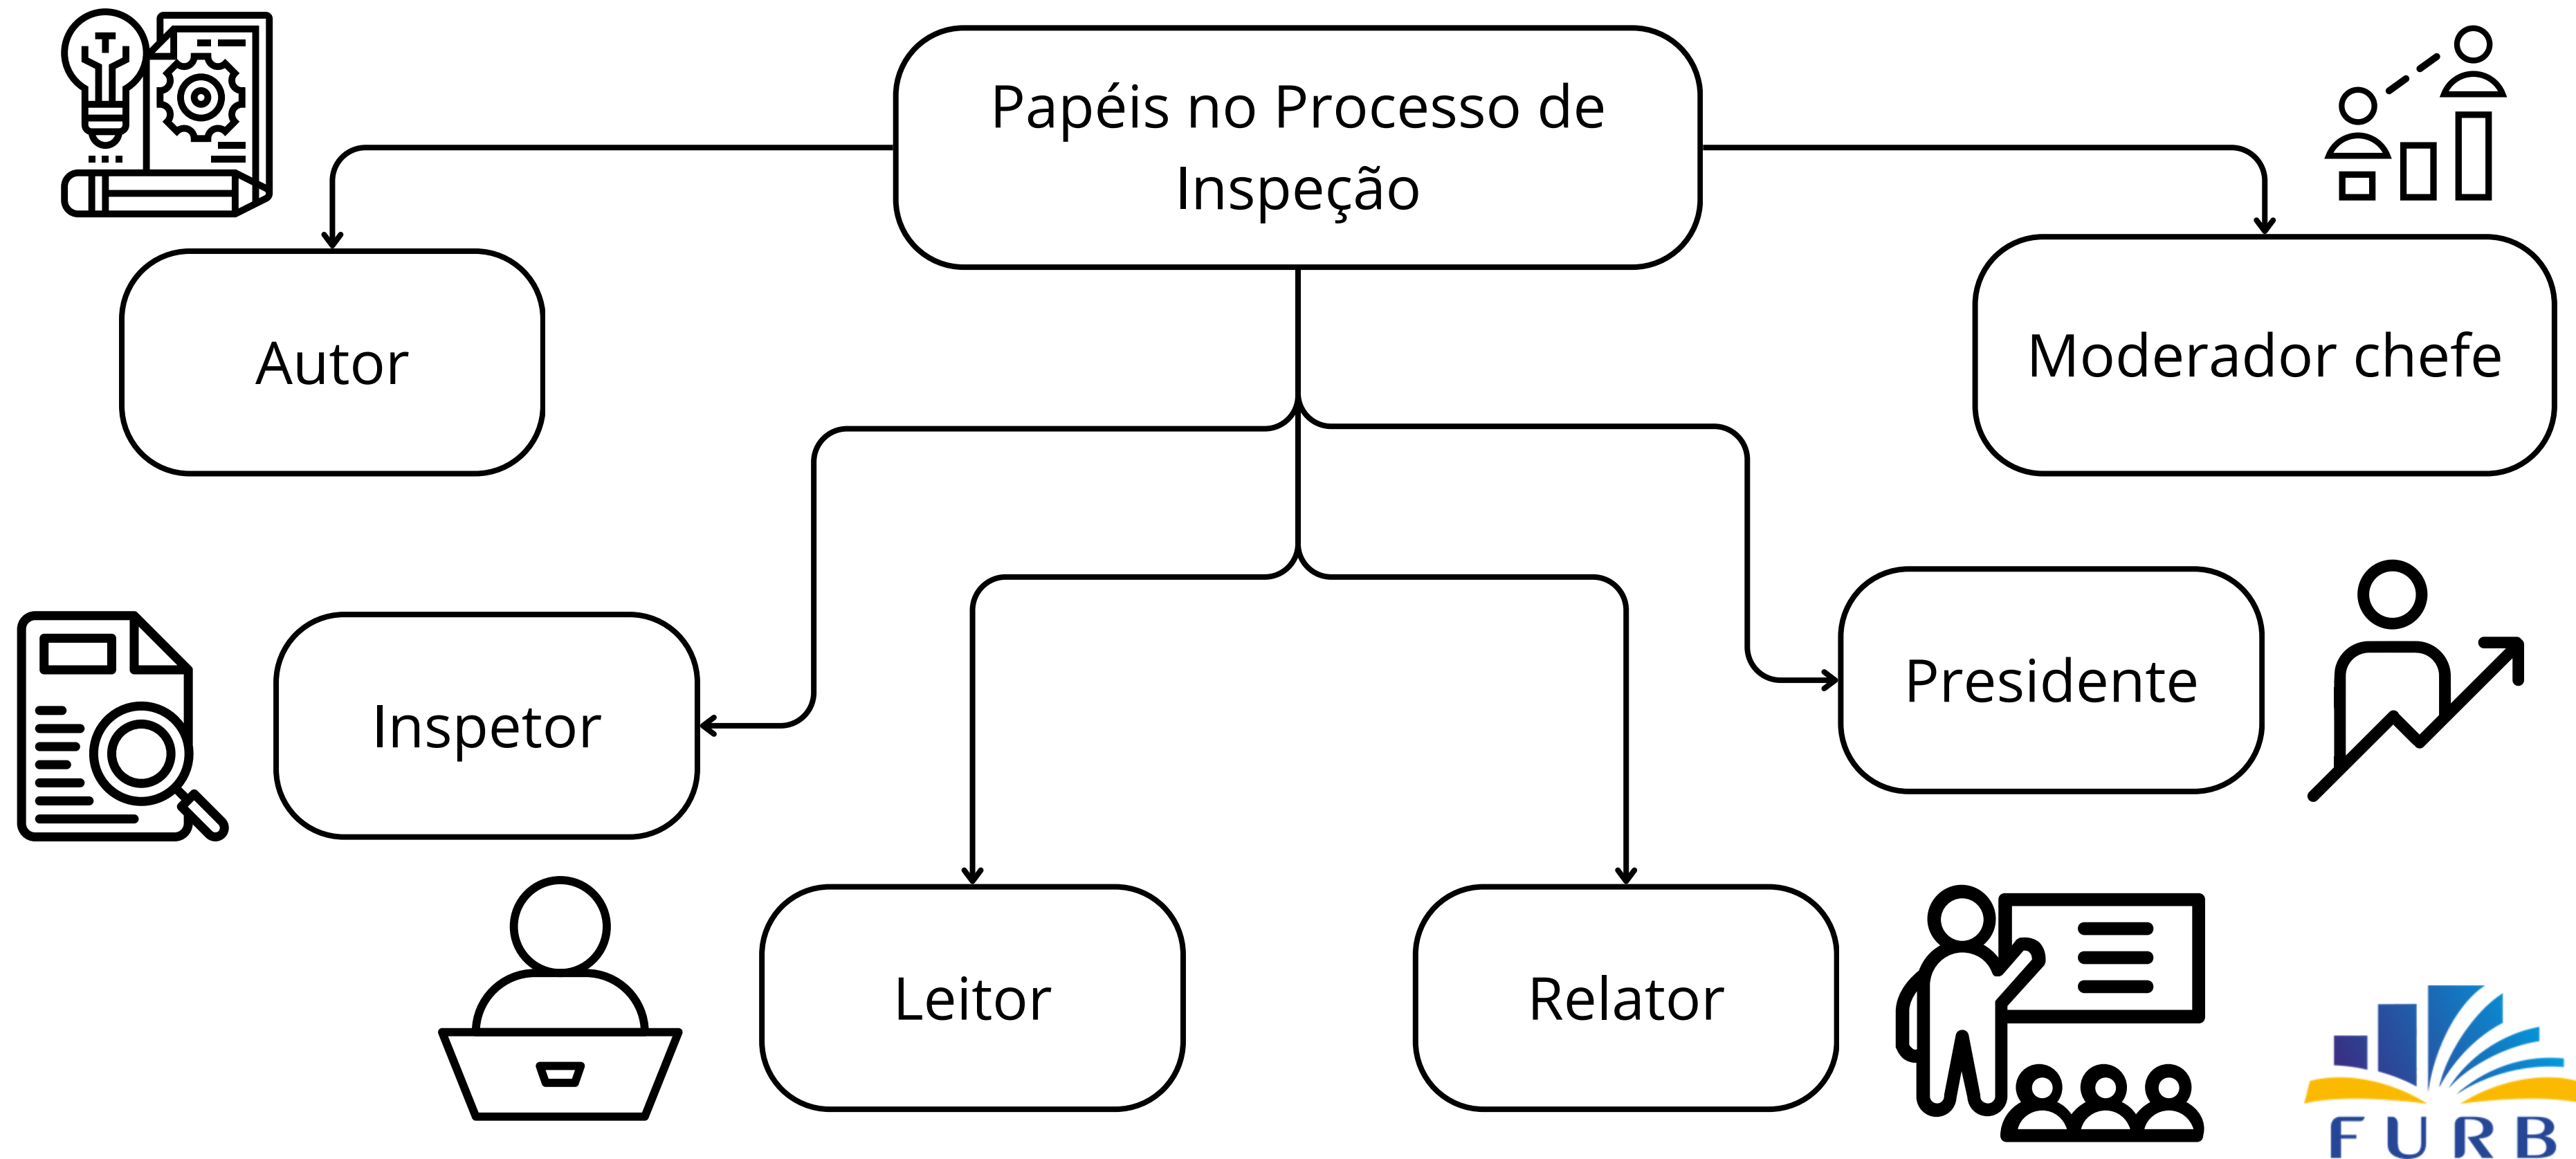 Papéis no Processo de
Inspeção
Autor
Moderador chefe
Inspetor
Presidente
Leitor
Relator
FURB